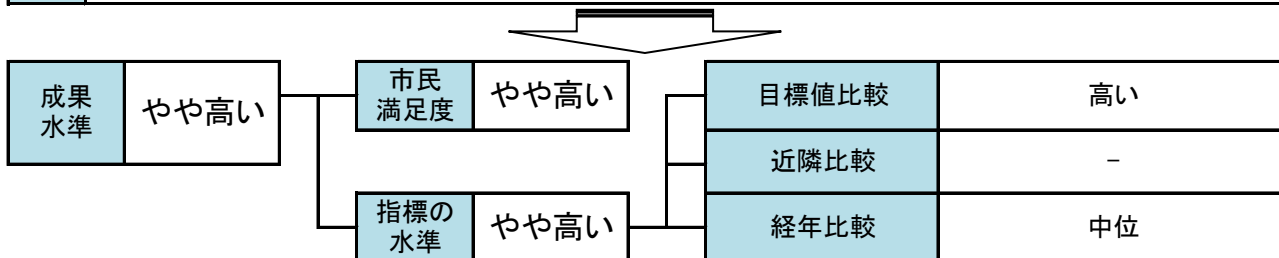 成果
水準
やや高い
市民
満足度
やや高い
指標の
水準
やや高い
目標値比較
高い
近隣比較
－
経年比較
中位